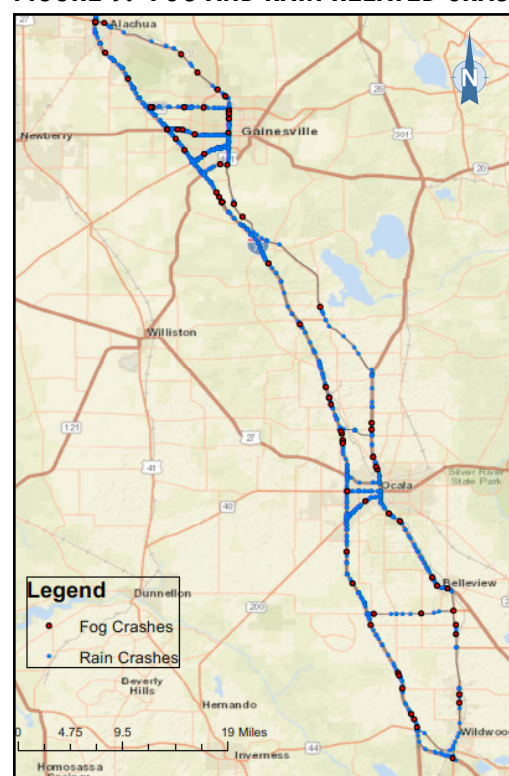 27
Alachua
N
26
Newberry
Gainesville
301
20
Williston
121
27
41
Silver River
State Park
Ocala
40
Legend
Fog Crashes
Rain Crashes
Dunnellon
200
Belleview
Beverly
Hills
Hernando
0 4.75 9.5 19 Miles
44
Wildwood
Inverness
Homosassa